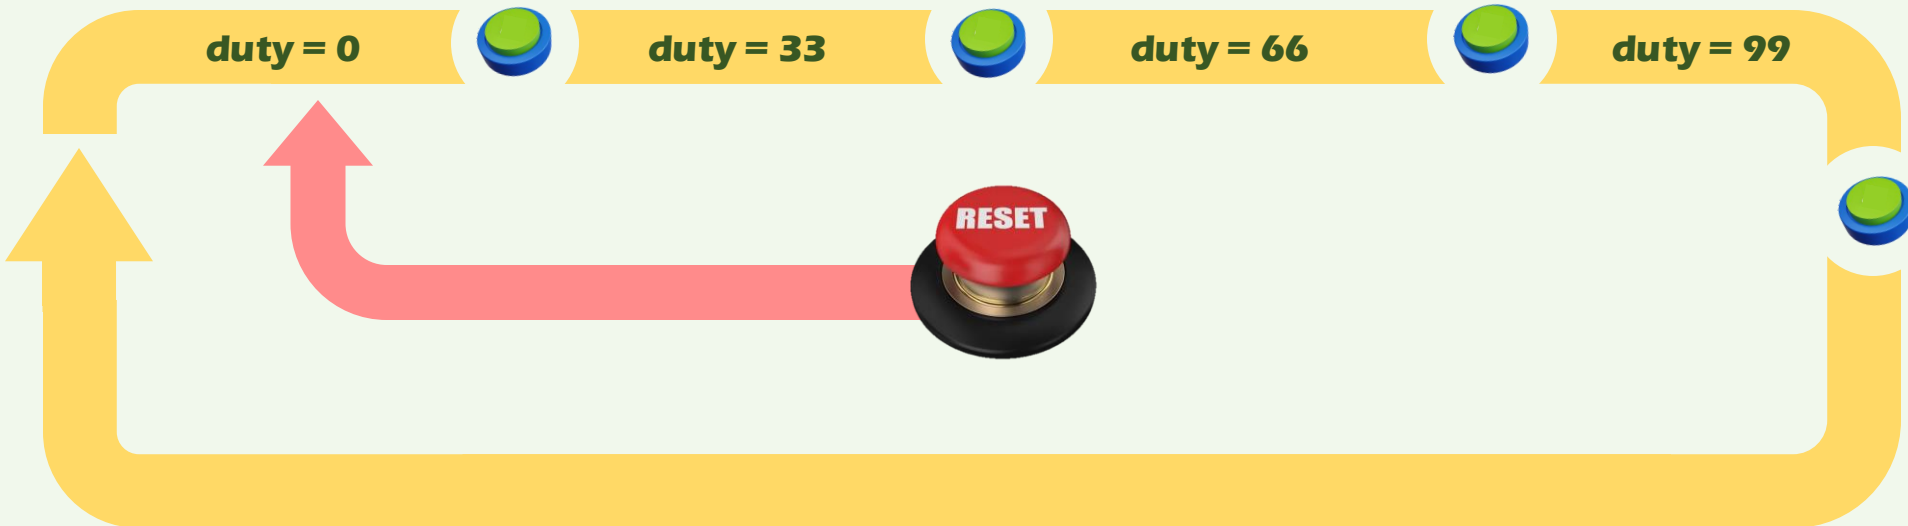 duty = 0
duty = 33
duty = 66
duty = 99
RESET